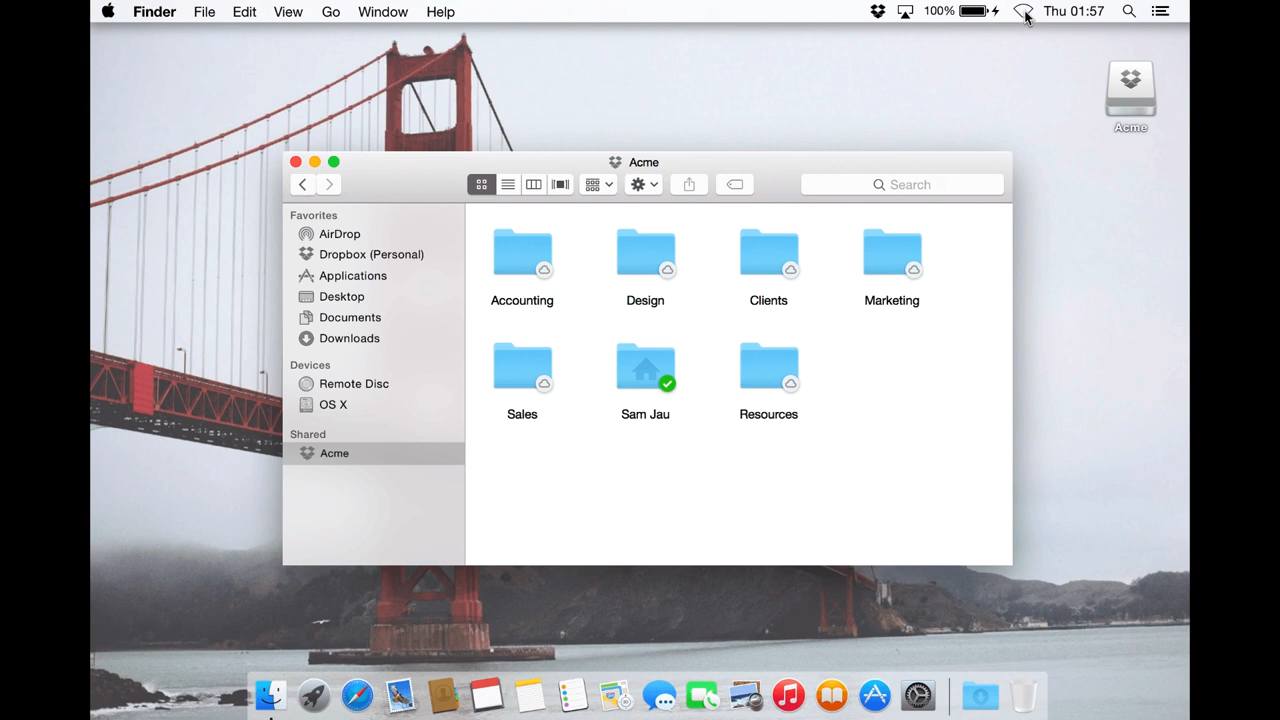 Finder File Edit View Go Window Help 100% Thu 01:57
Acme
Acme
Search
Favorites
AirDrop
Dropbox (Personal)
Applications
Desktop
Documents
Downloads
Devices
Remote Disc
OS X
Shared
Acme
Accounting Design Clients Marketing
Sales Sam Jau Resources